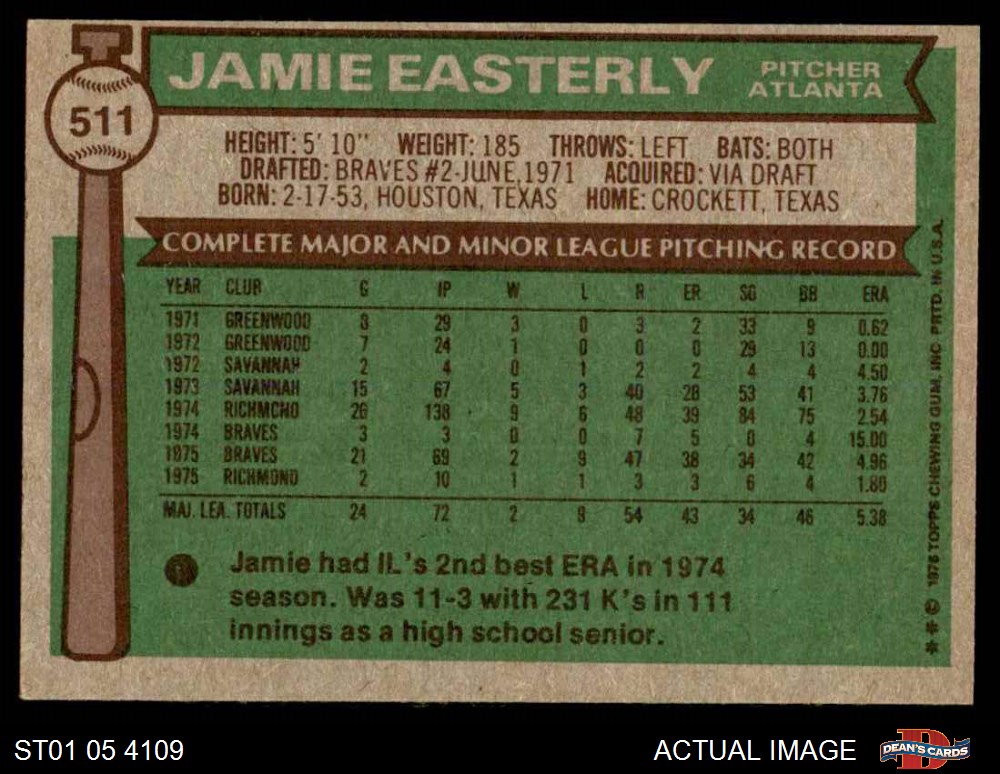 JAMIE EASTERLY PITCHER
ATLANTA
511
HEIGHT: 5' 10" WEIGHT: 185 THROWS: LEFT BATS: BOTH
DRAFTED: BRAVES #2-JUNE, 1971 ACQUIRED: VIA DRAFT
BORN: 2-17-53, HOUSTON, TEXAS HOME: CROCKETT, TEXAS
COMPLETE MAJOR AND MINOR LEAGUE PITCHING RECORD
YEAR CLUB G IP W L R ER SO BB ERA
1971 GREENWOOD 8 29 3 0 3 2 33 9 0.62
1972 GREENWOOD 7 24 1 0 0 0 29 13 0.00
1972 SAVANNAH 2 4 0 1 2 2 4 4 4.50
1973 SAVANNAH 15 67 5 3 40 28 53 41 3.76
1974 RICHMOND 26 138 9 6 48 39 84 75 2.54
1974 BRAVES 3 3 0 0 7 5 0 4 15.00
1975 BRAVES 21 69 2 9 47 38 34 42 4.96
1975 RICHMOND 2 10 1 1 3 3 6 4 1.80
MAJ. LEA. TOTALS 24 72 2 9 54 43 34 46 5.38
Jamie had IL's 2nd best ERA in 1974
season. Was 11-3 with 231 K's in 111
innings as a high school senior.
* * © 1976 TOPPS CHEWING GUM, INC PRTD. IN U.S.A.
ST01 05 4109 ACTUAL IMAGE DEAN'S CARDS